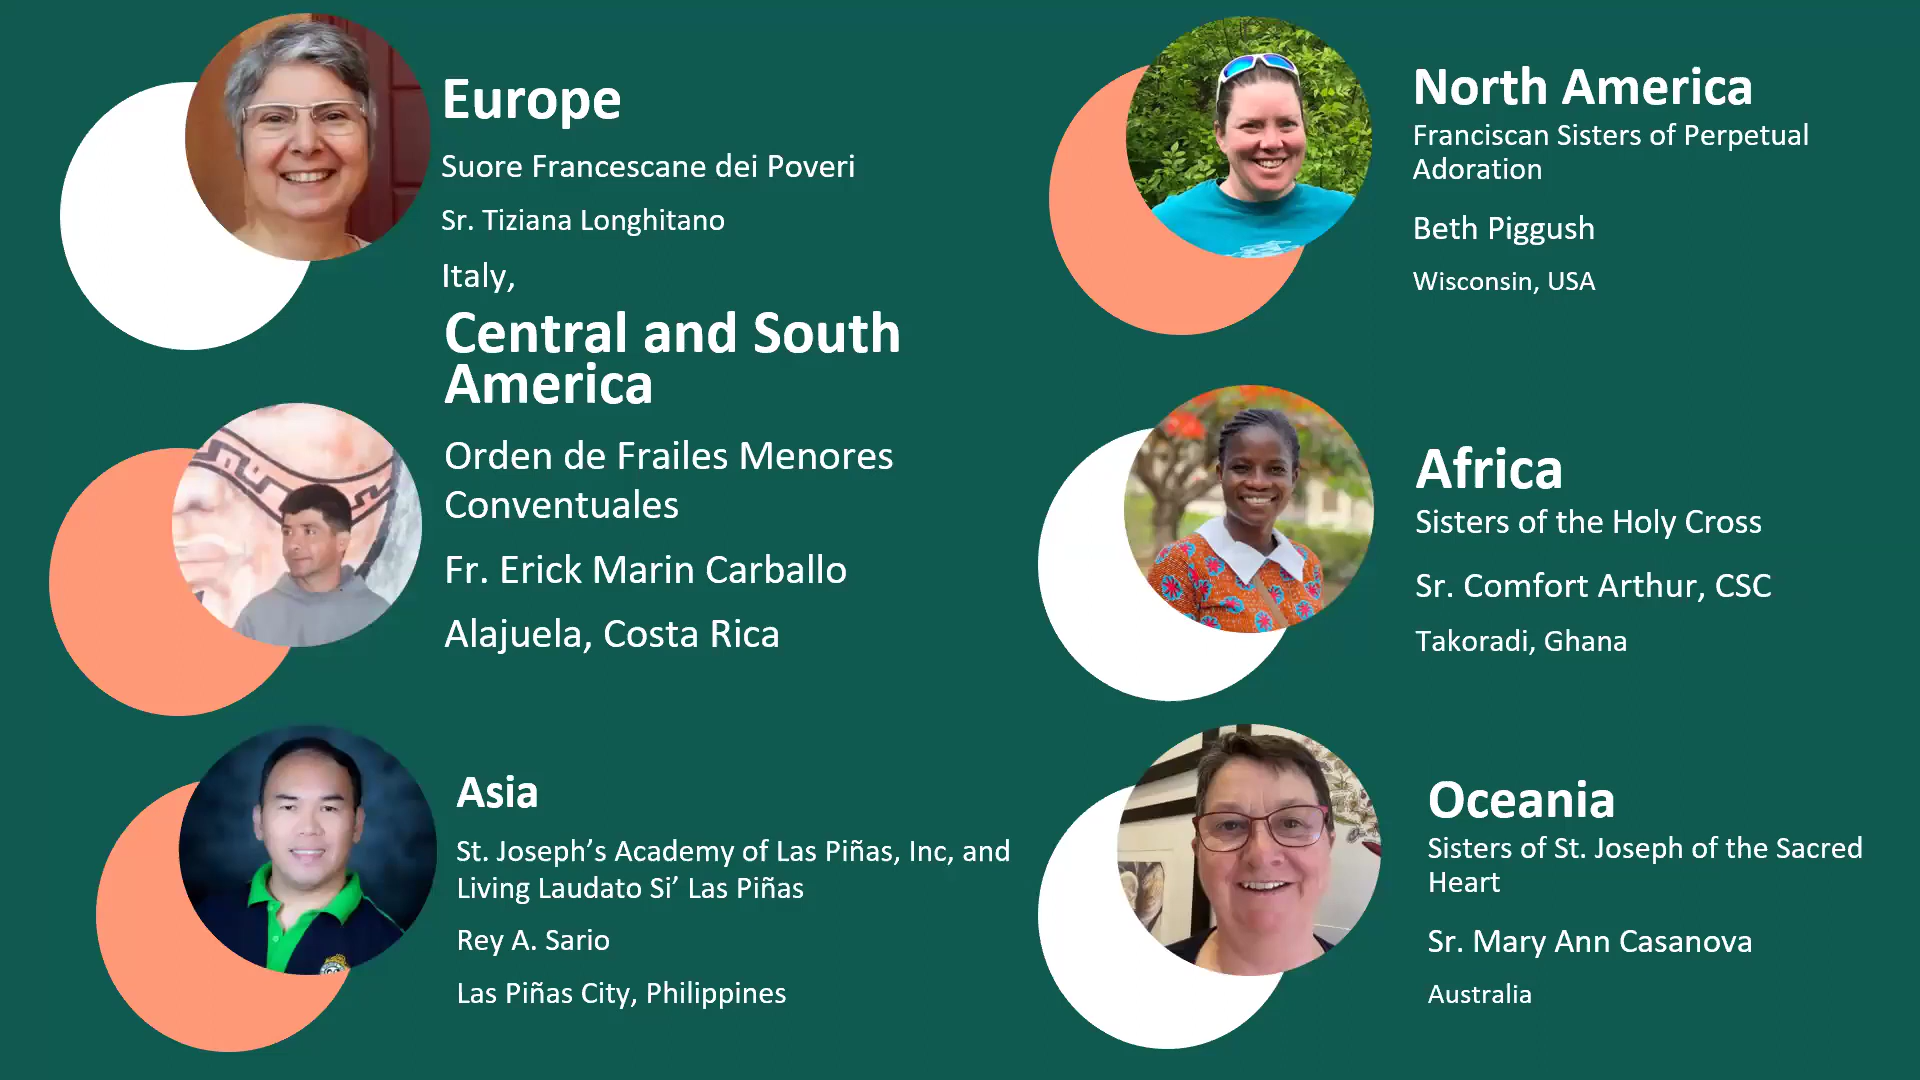 Europe
Suore Francescane dei Poveri
Sr. Tiziana Longhitano
Italy,
Central and South
America
Orden de Frailes Menores
Conventuales
Fr. Erick Marin Carballo
Alajuela, Costa Rica
Asia
St. Joseph’s Academy of Las Piñas, Inc, and
Living Laudato Si’ Las Piñas
Rey A. Sario
Las Piñas City, Philippines
North America
Franciscan Sisters of Perpetual
Adoration
Beth Piggush
Wisconsin, USA
Africa
Sisters of the Holy Cross
Sr. Comfort Arthur, CSC
Takoradi, Ghana
Oceania
Sisters of St. Joseph of the Sacred
Heart
Sr. Mary Ann Casanova
Australia